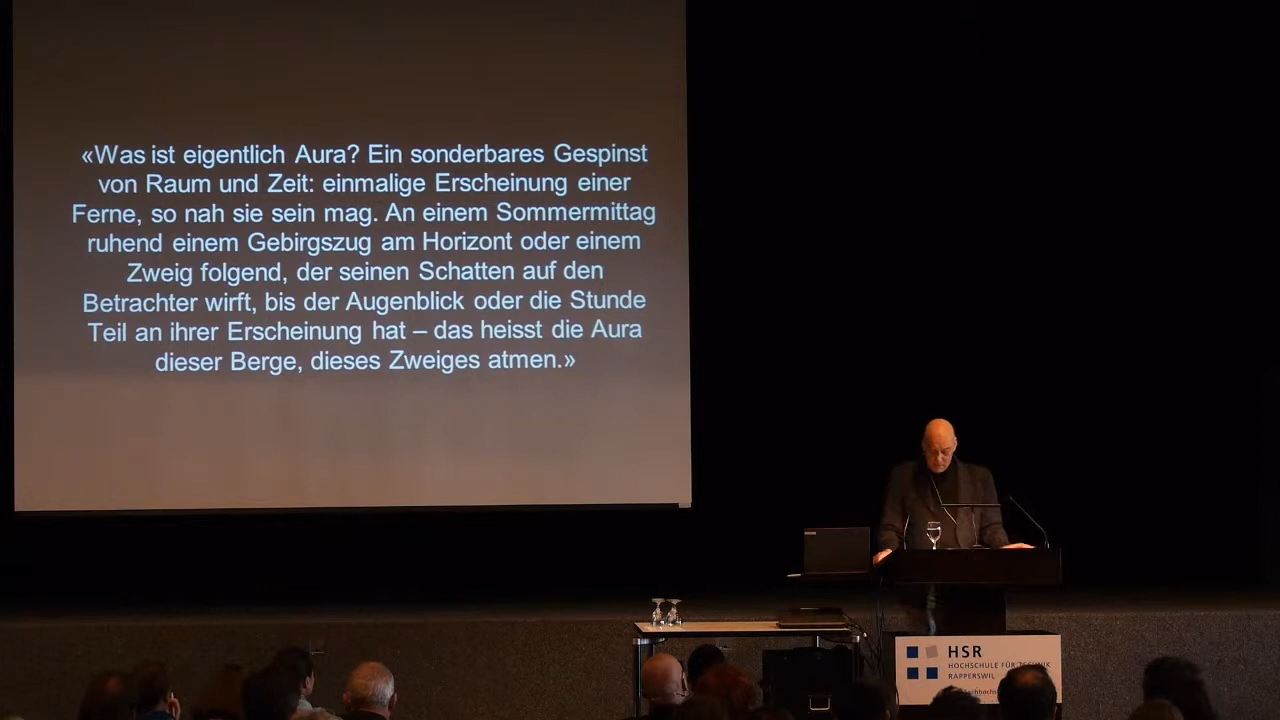 «Was ist eigentlich Aura? Ein sonderbares Gespinst
von Raum und Zeit: einmalige Erscheinung einer
Ferne, so nah sie sein mag. An einem Sommermittag
ruhend einem Gebirgszug am Horizont oder einem
Zweig folgend, der seinen Schatten auf den
Betrachter wirft, bis der Augenblick oder die Stunde
Teil an ihrer Erscheinung hat – das heisst die Aura
dieser Berge, dieses Zweiges atmen.»
HSR
HOCHSCHULE FÜR TECHNIK
RAPPERSWIL